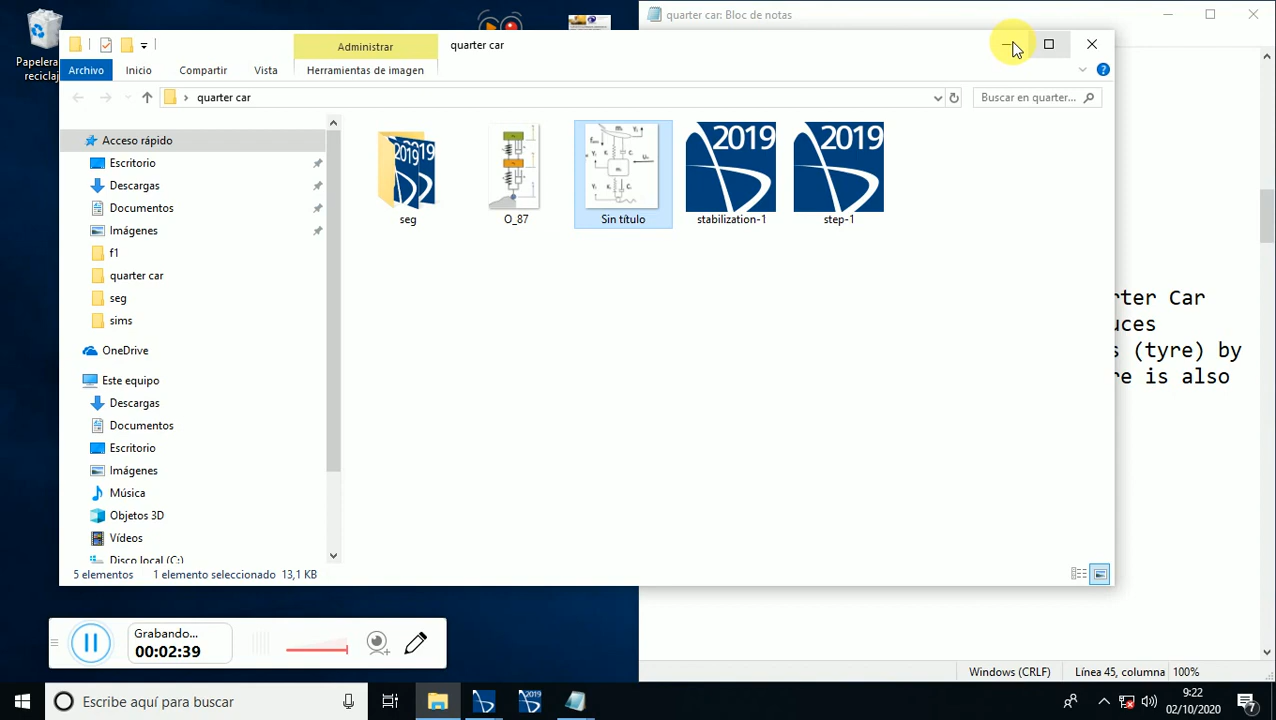 Papelera
reciclaj
quarter car: Bloc de notas
Administrar
quarter car
Archivo
Inicio
Compartir
Vista
Herramientas de imagen
quarter car
Buscar en quarter...
Acceso rápido
Escritorio
Descargas
Documentos
Imágenes
f1
quarter car
seg
sims
OneDrive
Este equipo
Descargas
Documentos
Escritorio
Imágenes
Música
Objetos 3D
Vídeos
Disco local (C:)
2019
seg
O_87
Sin título
2019
stabilization-1
2019
step-1
rter Car
uces
s (tyre) by
re is also
5 elementos
1 elemento seleccionado 13,1 KB
Grabando...
00:02:39
Windows (CRLF)
Línea 45, columna
100%
Escribe aquí para buscar
2019
9:22
02/10/2020
7